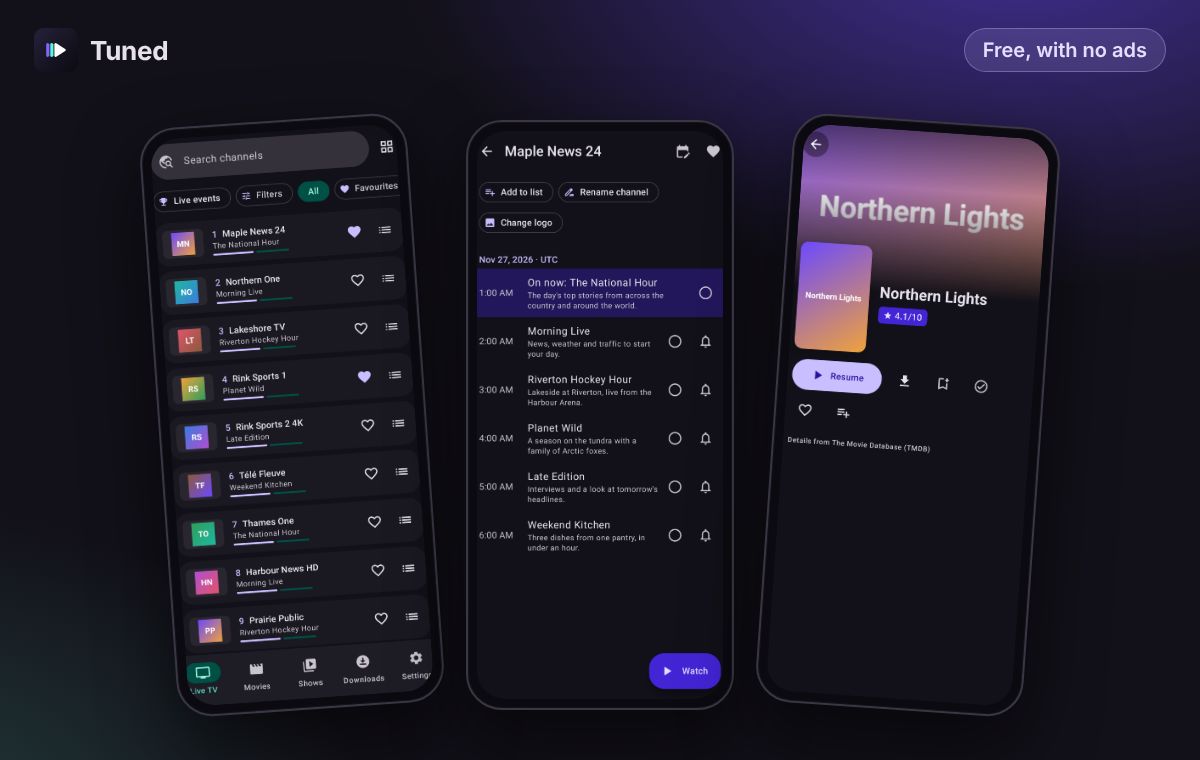 Tuned
Free, with no ads
Search channels
Live events
Filters
All
Favourites
MN
1 Maple News 24
The National Hour
NO
2 Northern One
Morning Live
LT
3 Lakeshore TV
Riverton Hockey Hour
RS
4 Rink Sports 1
Planet Wild
RS
5 Rink Sports 2 4K
Late Edition
TF
6 Télé Fleuve
Weekend Kitchen
TO
7 Thames One
The National Hour
HN
8 Harbour News HD
Morning Live
PP
9 Prairie Public
Riverton Hockey Hour
Live TV
Movies
Shows
Downloads
Settings
Maple News 24
Add to list
Rename channel
Change logo
Nov 27, 2026 · UTC
1:00 AM
On now: The National Hour
The day's top stories from across the
country and around the world.
2:00 AM
Morning Live
News, weather and traffic to start
your day.
3:00 AM
Riverton Hockey Hour
Lakeside at Riverton, live from the
Harbour Arena.
4:00 AM
Planet Wild
A season on the tundra with a
family of Arctic foxes.
5:00 AM
Late Edition
Interviews and a look at tomorrow's
headlines.
6:00 AM
Weekend Kitchen
Three dishes from one pantry, in
under an hour.
Watch
Northern Lights
Northern Lights
Northern Lights
★ 4.1/10
Resume
Details from The Movie Database (TMDB)